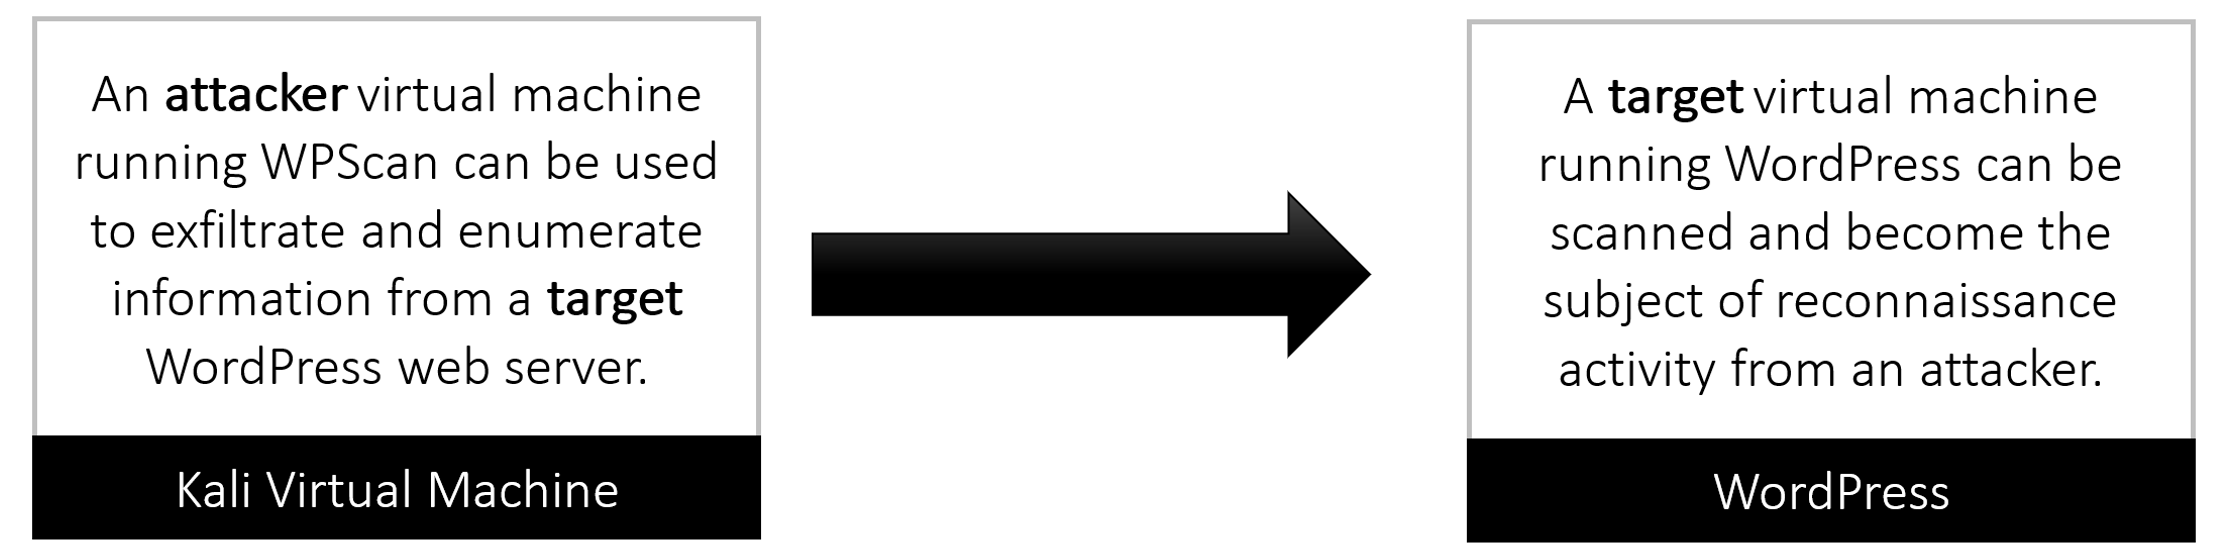 An attacker virtual machine
running WPScan can be used
to exfiltrate and enumerate
information from a target
WordPress web server.
Kali Virtual Machine
A target virtual machine
running WordPress can be
scanned and become the
subject of reconnaissance
activity from an attacker.
WordPress